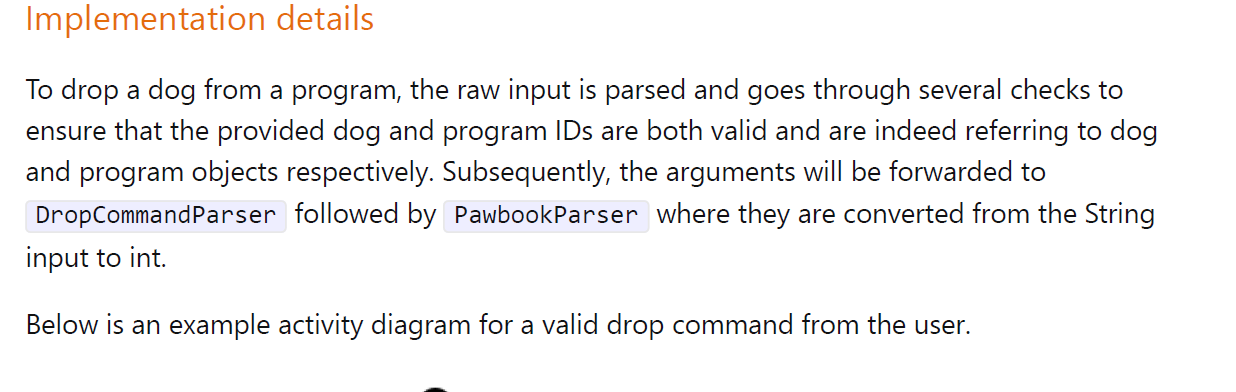 Implementation details
To drop a dog from a program, the raw input is parsed and goes through several checks to
ensure that the provided dog and program IDs are both valid and are indeed referring to dog
and program objects respectively. Subsequently, the arguments will be forwarded to
DropCommandParser followed by PawbookParser where they are converted from the String
input to int.
Below is an example activity diagram for a valid drop command from the user.